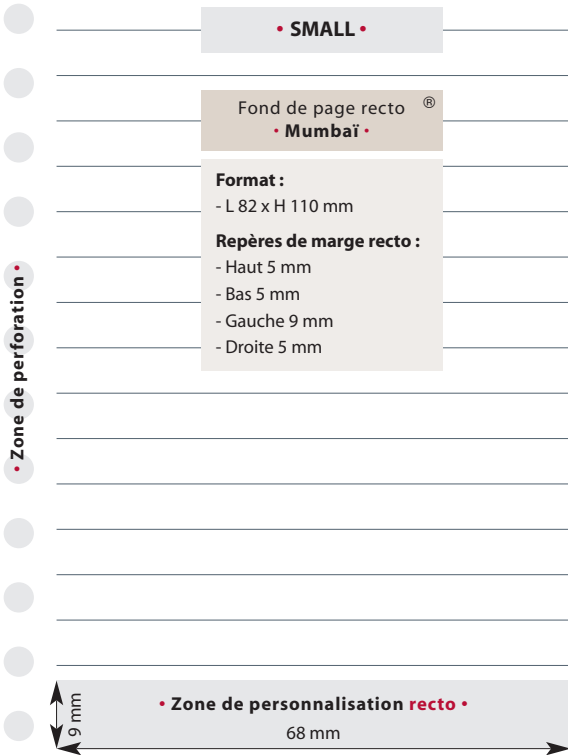 • SMALL •
Fond de page recto ®
• Mumbaï •
Format :
- L 82 x H 110 mm
Repères de marge recto :
- Haut 5 mm
- Bas 5 mm
- Gauche 9 mm
- Droite 5 mm
• Zone de perforation •
9 mm
• Zone de personnalisation recto •
68 mm